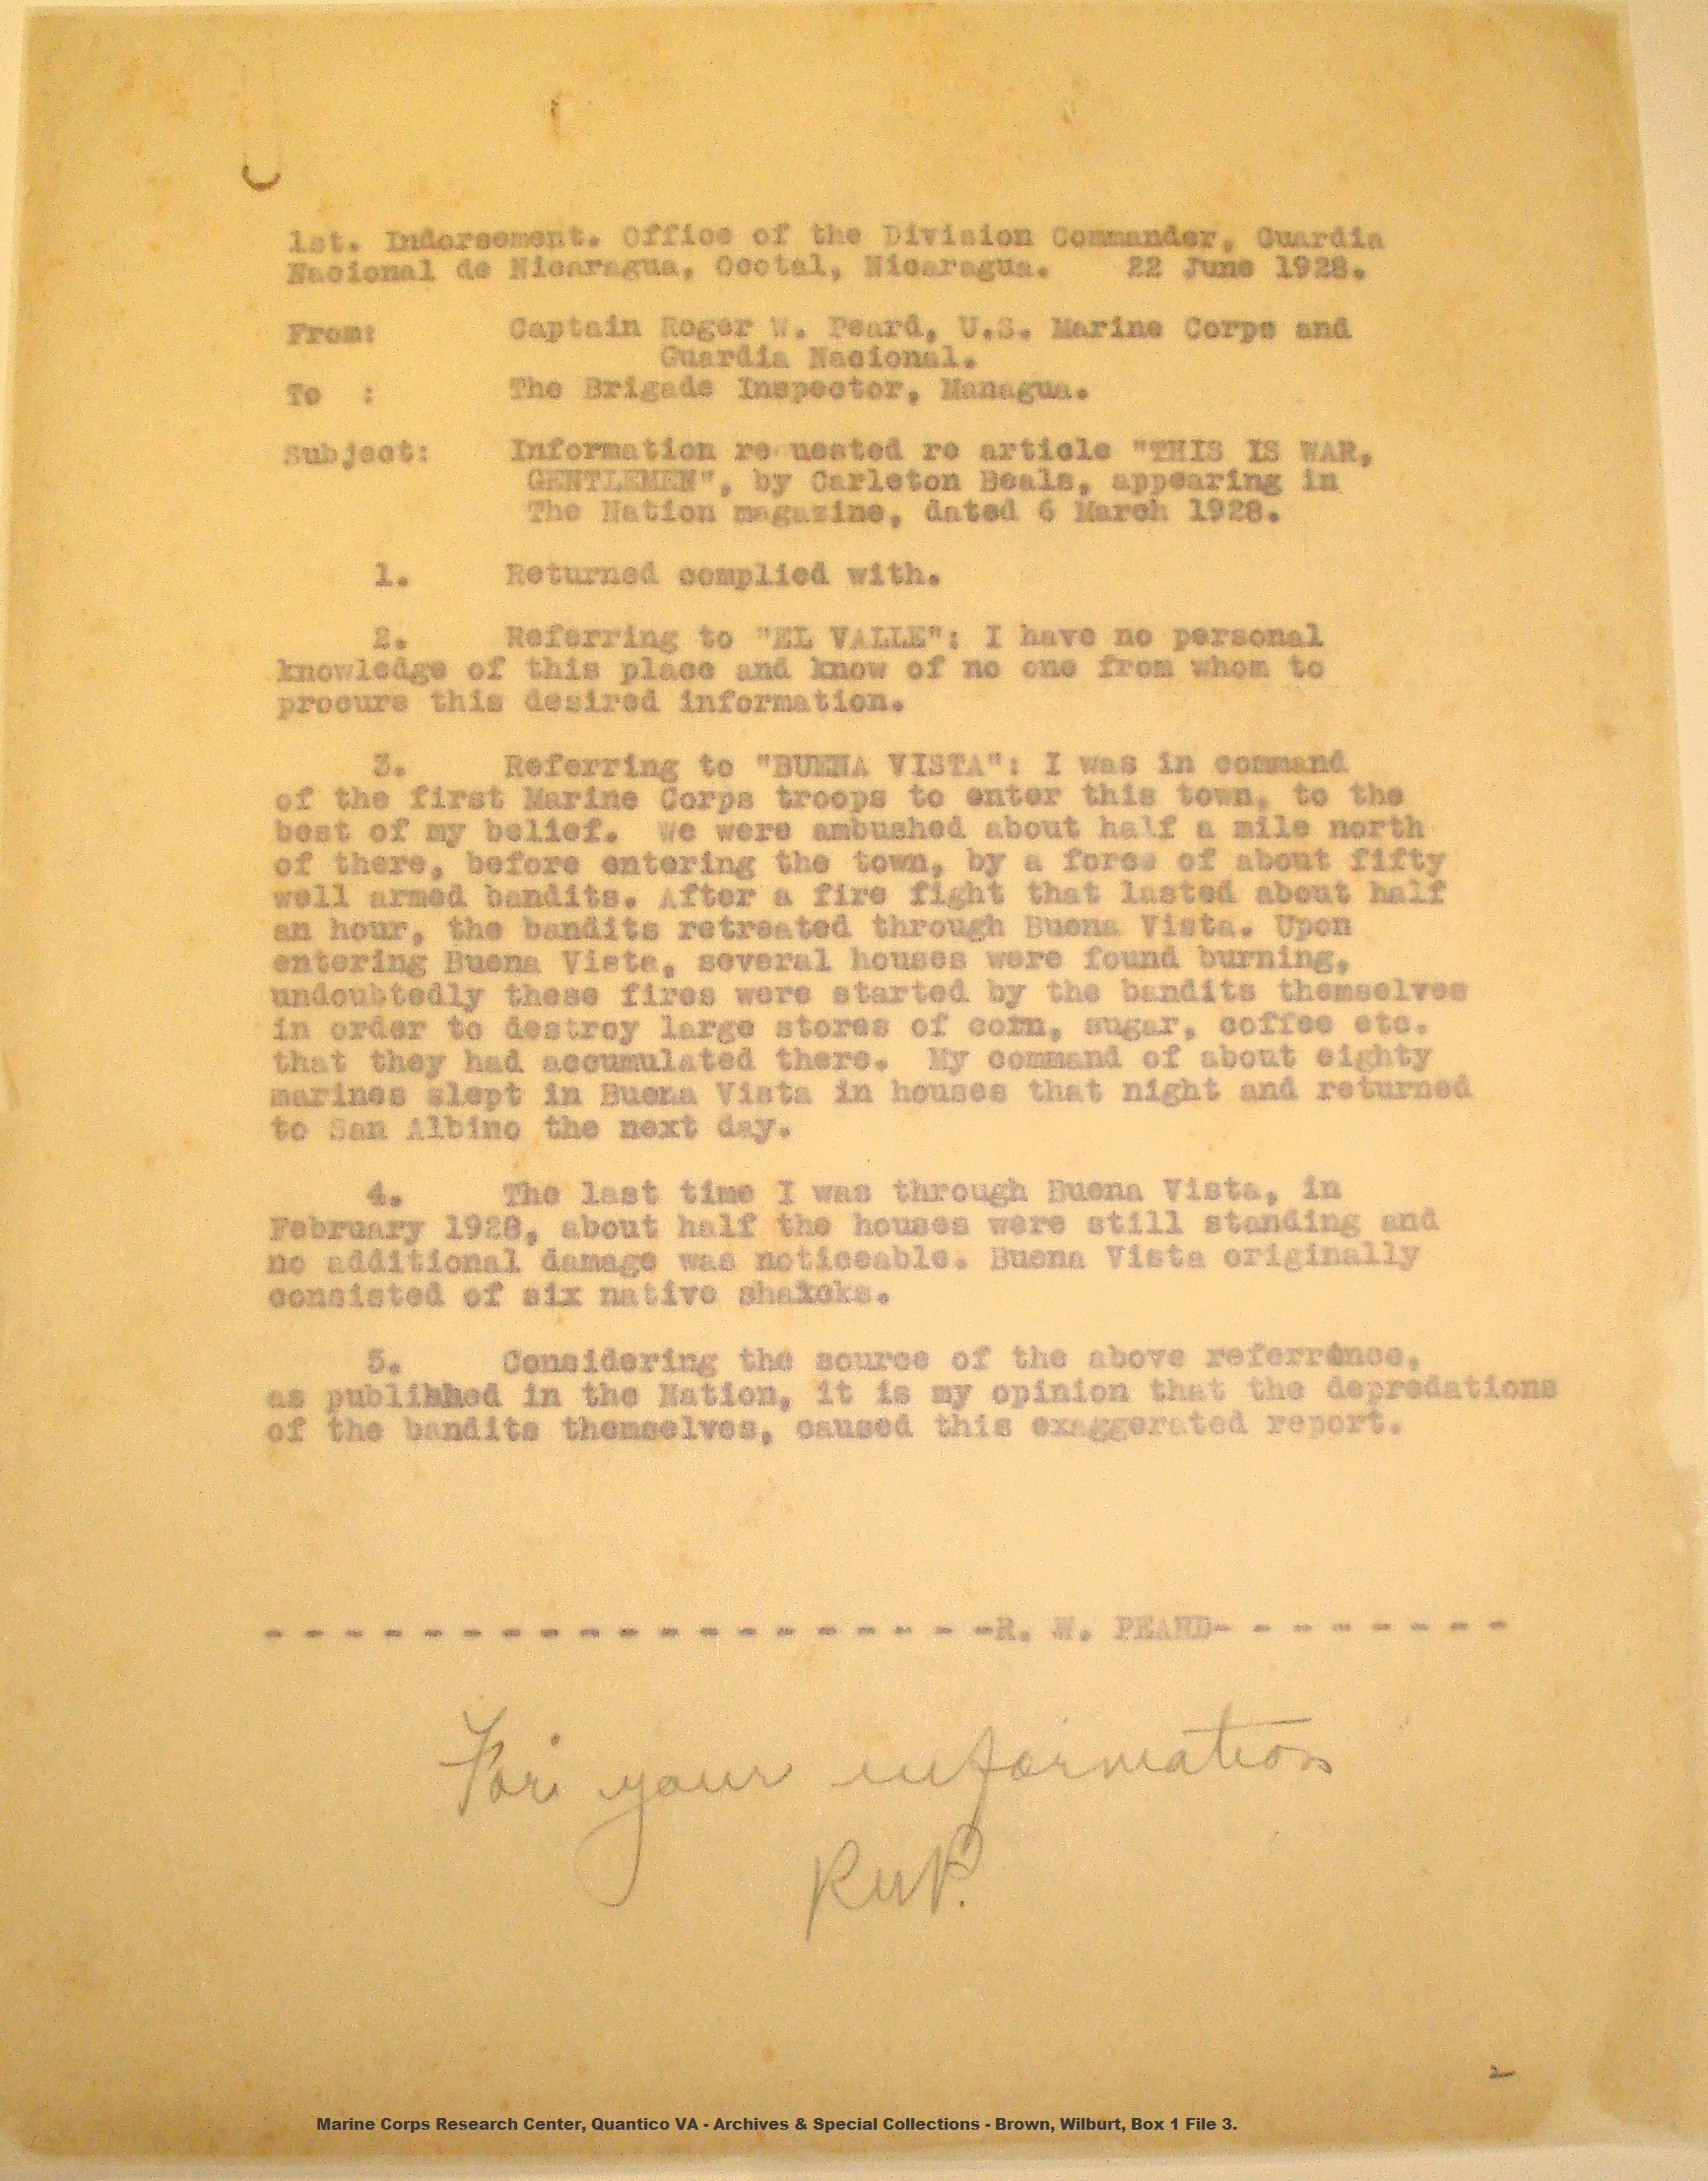 1st. Indorsement. Office of the Division Commander, Guardia
Nacional de Nicaragua, Ocotal, Nicaragua. 22 June 1928.
From: Captain Roger W. Peard, U.S. Marine Corps and
Guardia Nacional.
To : The Brigade Inspector, Managua.
Subject: Information re uested re article "THIS IS WAR,
GENTLEMEN", by Carleton Beals, appearing in
The Nation magazine, dated 6 March 1928.
1. Returned complied with.
2. Referring to "EL VALLE": I have no personal
knowledge of this place and know of no one from whom to
procure this desired information.
3. Referring to "BUENA VISTA": I was in command
of the first Marine Corps troops to enter this town, to the
best of my belief. We were ambushed about half a mile north
of there, before entering the town, by a force of about fifty
well armed bandits. After a fire fight that lasted about half
an hour, the bandits retreated through Buena Vista. Upon
entering Buena Vista, several houses were found burning,
undoubtedly these fires were started by the bandits themselves
in order to destroy large stores of corn, sugar, coffee etc.
that they had accumulated there. My command of about eighty
marines slept in Buena Vista in houses that night and returned
to San Albino the next day.
4. The last time I was through Buena Vista, in
February 1928, about half the houses were still standing and
no additional damage was noticeable. Buena Vista originally
consisted of six native
5. Considering the source of the above referrence,
as published in the Nation, it is my opinion that the depredations
of the bandits themselves, caused this exaggerated report.
- - - - - - - - - - - - - - - - - - - -R. W. PEARD- - - - - - - -
For your information
RWP.
2
Marine Corps Research Center, Quantico VA - Archives & Special Collections - Brown, Wilburt, Box 1 File 3.